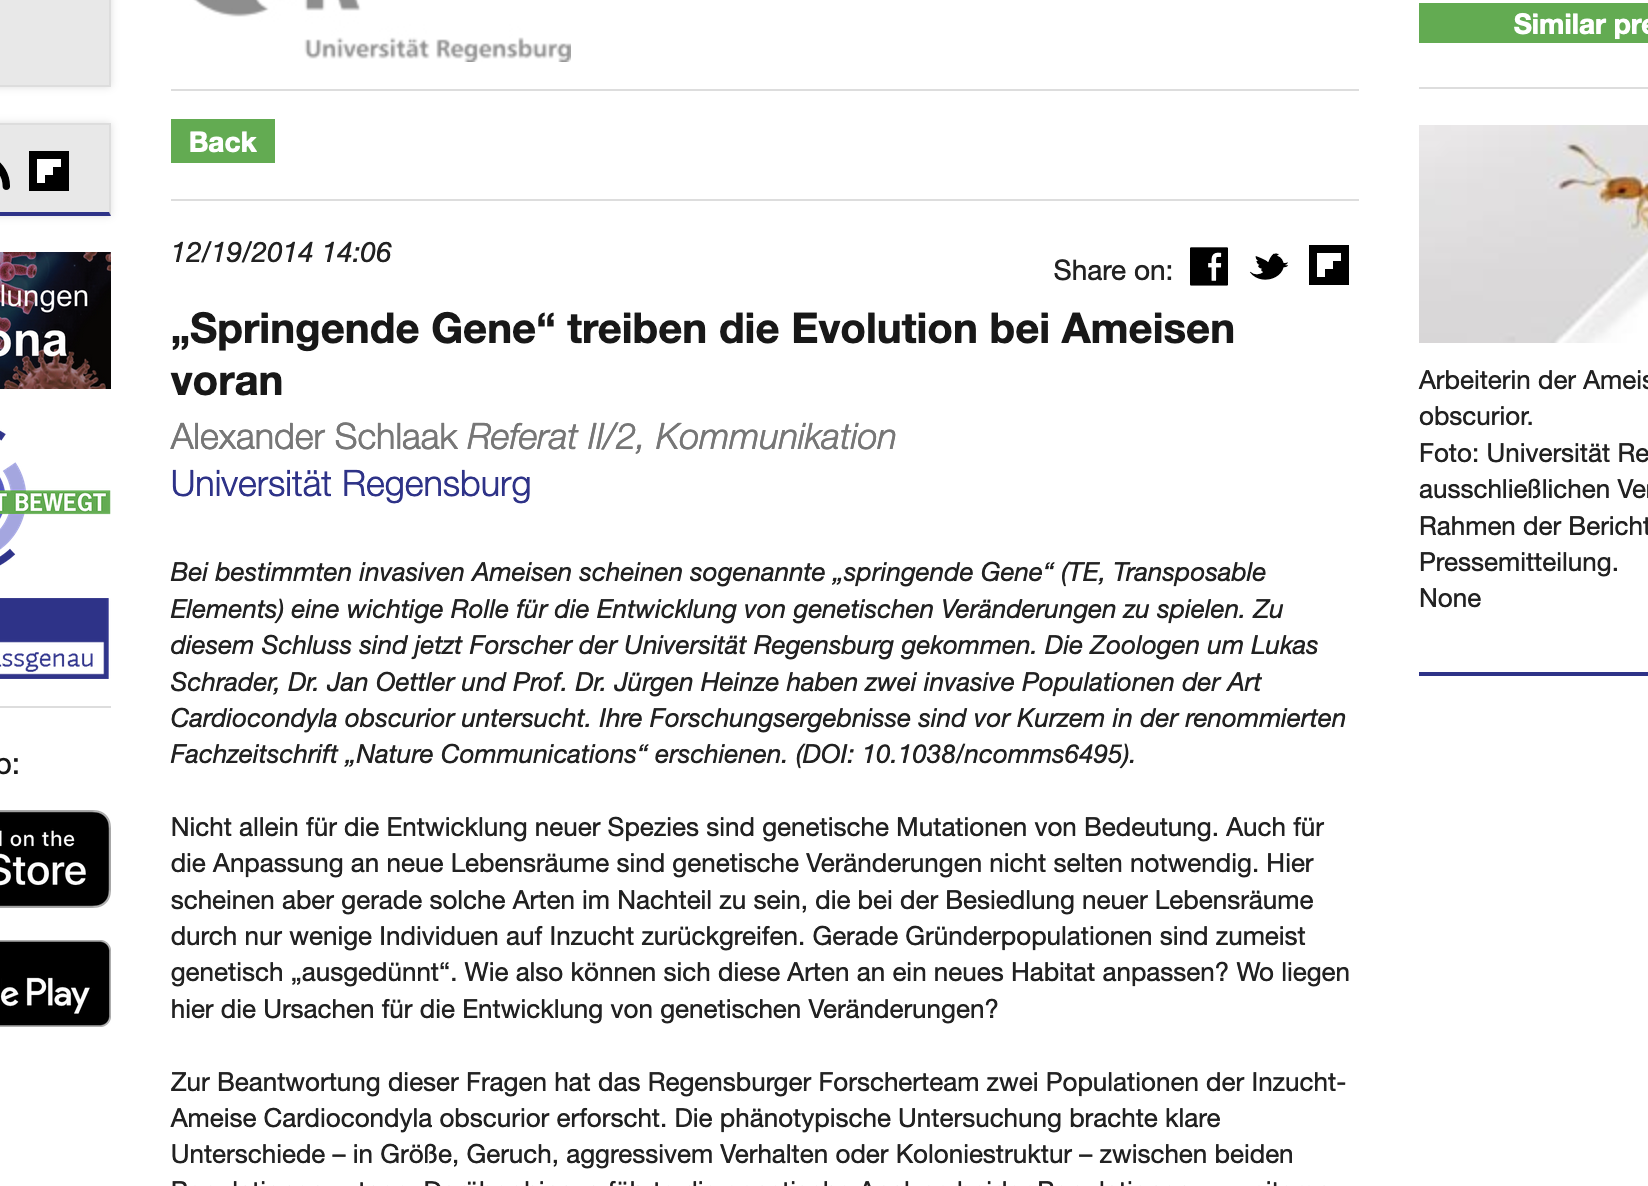 Universität Regensburg
Back
12/19/2014 14:06
Share on:
„Springende Gene“ treiben die Evolution bei Ameisen
voran
Alexander Schlaak Referat II/2, Kommunikation
Universität Regensburg
Bei bestimmten invasiven Ameisen scheinen sogenannte „springende Gene“ (TE, Transposable
Elements) eine wichtige Rolle für die Entwicklung von genetischen Veränderungen zu spielen. Zu
diesem Schluss sind jetzt Forscher der Universität Regensburg gekommen. Die Zoologen um Lukas
Schrader, Dr. Jan Oettler und Prof. Dr. Jürgen Heinze haben zwei invasive Populationen der Art
Cardiocondyla obscurior untersucht. Ihre Forschungsergebnisse sind vor Kurzem in der renommierten
Fachzeitschrift „Nature Communications“ erschienen. (DOI: 10.1038/ncomms6495).
Nicht allein für die Entwicklung neuer Spezies sind genetische Mutationen von Bedeutung. Auch für
die Anpassung an neue Lebensräume sind genetische Veränderungen nicht selten notwendig. Hier
scheinen aber gerade solche Arten im Nachteil zu sein, die bei der Besiedlung neuer Lebensräume
durch nur wenige Individuen auf Inzucht zurückgreifen. Gerade Gründerpopulationen sind zumeist
genetisch „ausgedünnt“. Wie also können sich diese Arten an ein neues Habitat anpassen? Wo liegen
hier die Ursachen für die Entwicklung von genetischen Veränderungen?
Zur Beantwortung dieser Fragen hat das Regensburger Forscherteam zwei Populationen der Inzucht-
Ameise Cardiocondyla obscurior erforscht. Die phänotypische Untersuchung brachte klare
Unterschiede – in Größe, Geruch, aggressivem Verhalten oder Koloniestruktur – zwischen beiden
lungen
ona
T BEWEGT
ssgenau
o:
on the
Store
e Play
Similar pre
Arbeiterin der Ameis
obscurior.
Foto: Universität Re
ausschließlichen Ver
Rahmen der Bericht
Pressemitteilung.
None